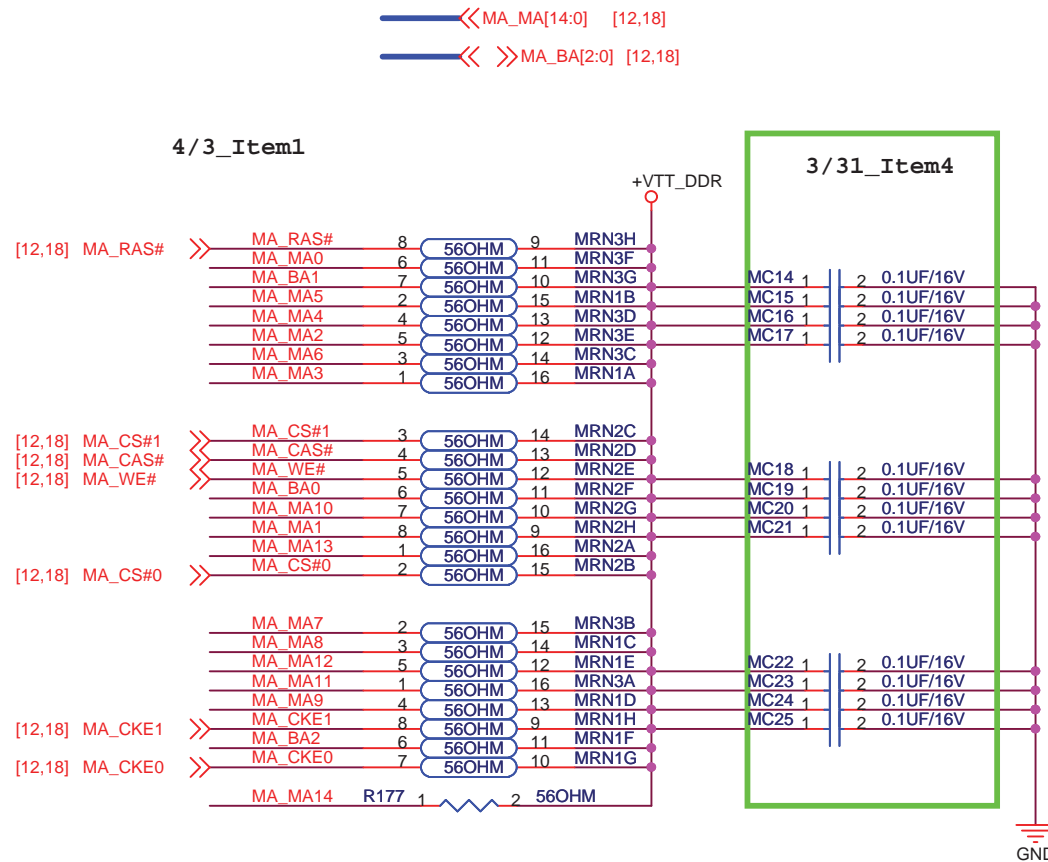 MA_MA[14:0] [12,18]
MA_BA[2:0] [12,18]
4/3_Item1
3/31_Item4
+VTT_DDR
[12,18] MA_RAS# MA_RAS# 8 56OHM 9 MRN3H
MA_MA0 6 56OHM 11 MRN3F
MA_BA1 7 56OHM 10 MRN3G MC14 1 2 0.1UF/16V
MA_MA5 2 56OHM 15 MRN1B MC15 1 2 0.1UF/16V
MA_MA4 4 56OHM 13 MRN3D MC16 1 2 0.1UF/16V
MA_MA2 5 56OHM 12 MRN3E MC17 1 2 0.1UF/16V
MA_MA6 3 56OHM 14 MRN3C
MA_MA3 1 56OHM 16 MRN1A
[12,18] MA_CS#1 MA_CS#1 3 56OHM 14 MRN2C
[12,18] MA_CAS# MA_CAS# 4 56OHM 13 MRN2D
[12,18] MA_WE# MA_WE# 5 56OHM 12 MRN2E MC18 1 2 0.1UF/16V
MA_BA0 6 56OHM 11 MRN2F MC19 1 2 0.1UF/16V
MA_MA10 7 56OHM 10 MRN2G MC20 1 2 0.1UF/16V
MA_MA1 8 56OHM 9 MRN2H MC21 1 2 0.1UF/16V
MA_MA13 1 56OHM 16 MRN2A
[12,18] MA_CS#0 MA_CS#0 2 56OHM 15 MRN2B
MA_MA7 2 56OHM 15 MRN3B
MA_MA8 3 56OHM 14 MRN1C
MA_MA12 5 56OHM 12 MRN1E MC22 1 2 0.1UF/16V
MA_MA11 1 56OHM 16 MRN3A MC23 1 2 0.1UF/16V
MA_MA9 4 56OHM 13 MRN1D MC24 1 2 0.1UF/16V
[12,18] MA_CKE1 MA_CKE1 8 56OHM 9 MRN1H MC25 1 2 0.1UF/16V
MA_BA2 6 56OHM 11 MRN1F
[12,18] MA_CKE0 MA_CKE0 7 56OHM 10 MRN1G
MA_MA14 R177 1 2 56OHM
GND